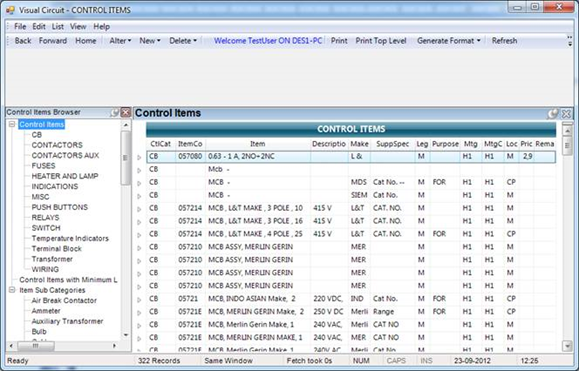 Visual Circuit - CONTROL ITEMS
File Edit List View Help
Back Forward Home Alter New Delete Welcome TestUser ON DES1-PC Print Print Top Level Generate Format Refresh
Control Items Browser
Control Items
CB
CONTACTORS
CONTACTORS AUX
FUSES
HEATER AND LAMP
INDICATIONS
MISC
PUSH BUTTONS
RELAYS
SWITCH
Temperature Indicators
Terminal Block
Transformer
WIRING
Control Items with Minimum L
Item Sub Categories
Air Break Contactor
Ammeter
Auxiliary Transformer
Bulb
Control Items
CONTROL ITEMS
CtlCat ItemCo Item Descriptio Make SuppSpec Leg Purpose Mtg MtgC Loc Pric Rema
CB 057080 0.63 - 1 A, 2NO+2NC L & M H1 H1 M 2,9
CB Mcb - M H1 H1 M
CB MCB - MDS Cat No. -- M FOR H1 H1 CP
CB MCB - SIEM Cat No. M H1 H1 M
CB 057214 MCB , L&T MAKE , 3 POLE , 10 415 V L&T CAT. NO. M H1 H1 M
CB 057214 MCB , L&T MAKE , 3 POLE , 16 415 V L&T CAT. NO. M H1 H1 M
CB 057214 MCB , L&T MAKE , 4 POLE , 25 415 V L&T CAT. NO. M FOR H1 H1 CP
CB 057210 MCB ASSY, MERLIN GERIN MER M H1 H1 M
CB 057210 MCB ASSY, MERLIN GERIN MER M H1 H1 M
CB 057210 MCB ASSY, MERLIN GERIN MER M H1 H1 M
CB 057210 MCB ASSY, MERLIN GERIN MER M H1 H1 M
CB 05721 MCB, INDO ASIAN Make, 2 220 VDC, IND Cat No. M FOR H1 H1 CP
CB 05721E MCB, MERLIN GERIN Make, 2 250 V DC Merli Range M FOR H1 H1 CP
CB 05721E MCB, Merlin Gerin Make, 1 240 VAC, Merli CAT NO M H1 H1 M
CB 05721E MCB, Merlin Gerin Make, 1 240 VAC, Merli CAT NO M H1 H1 M
Ready 322 Records Same Window Fetch took 0s NUM CAPS INS 23-09-2012 12:25